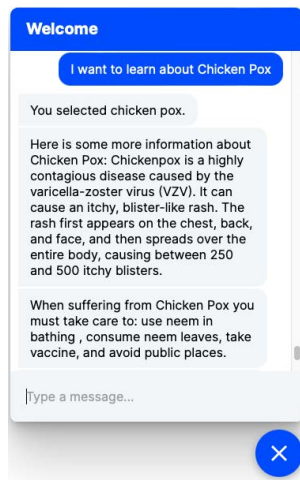 Welcome
I want to learn about Chicken Pox
You selected chicken pox.
Here is some more information about
Chicken Pox: Chickenpox is a highly
contagious disease caused by the
varicella-zoster virus (VZV). It can
cause an itchy, blister-like rash. The
rash first appears on the chest, back,
and face, and then spreads over the
entire body, causing between 250
and 500 itchy blisters.
When suffering from Chicken Pox you
must take care to: use neem in
bathing , consume neem leaves, take
vaccine, and avoid public places.
Type a message...